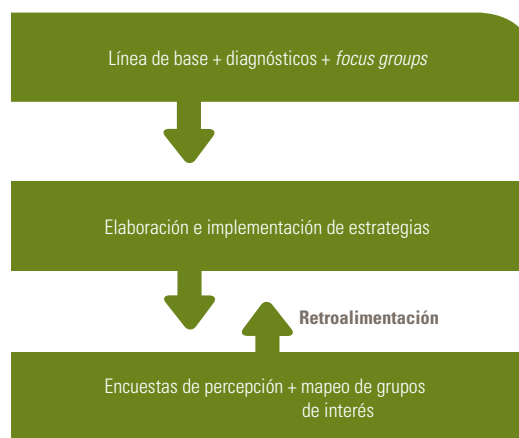 Línea de base + diagnósticos + focus groups
Elaboración e implementación de estrategias
Retroalimentación
Encuestas de percepción + mapeo de grupos
de interés